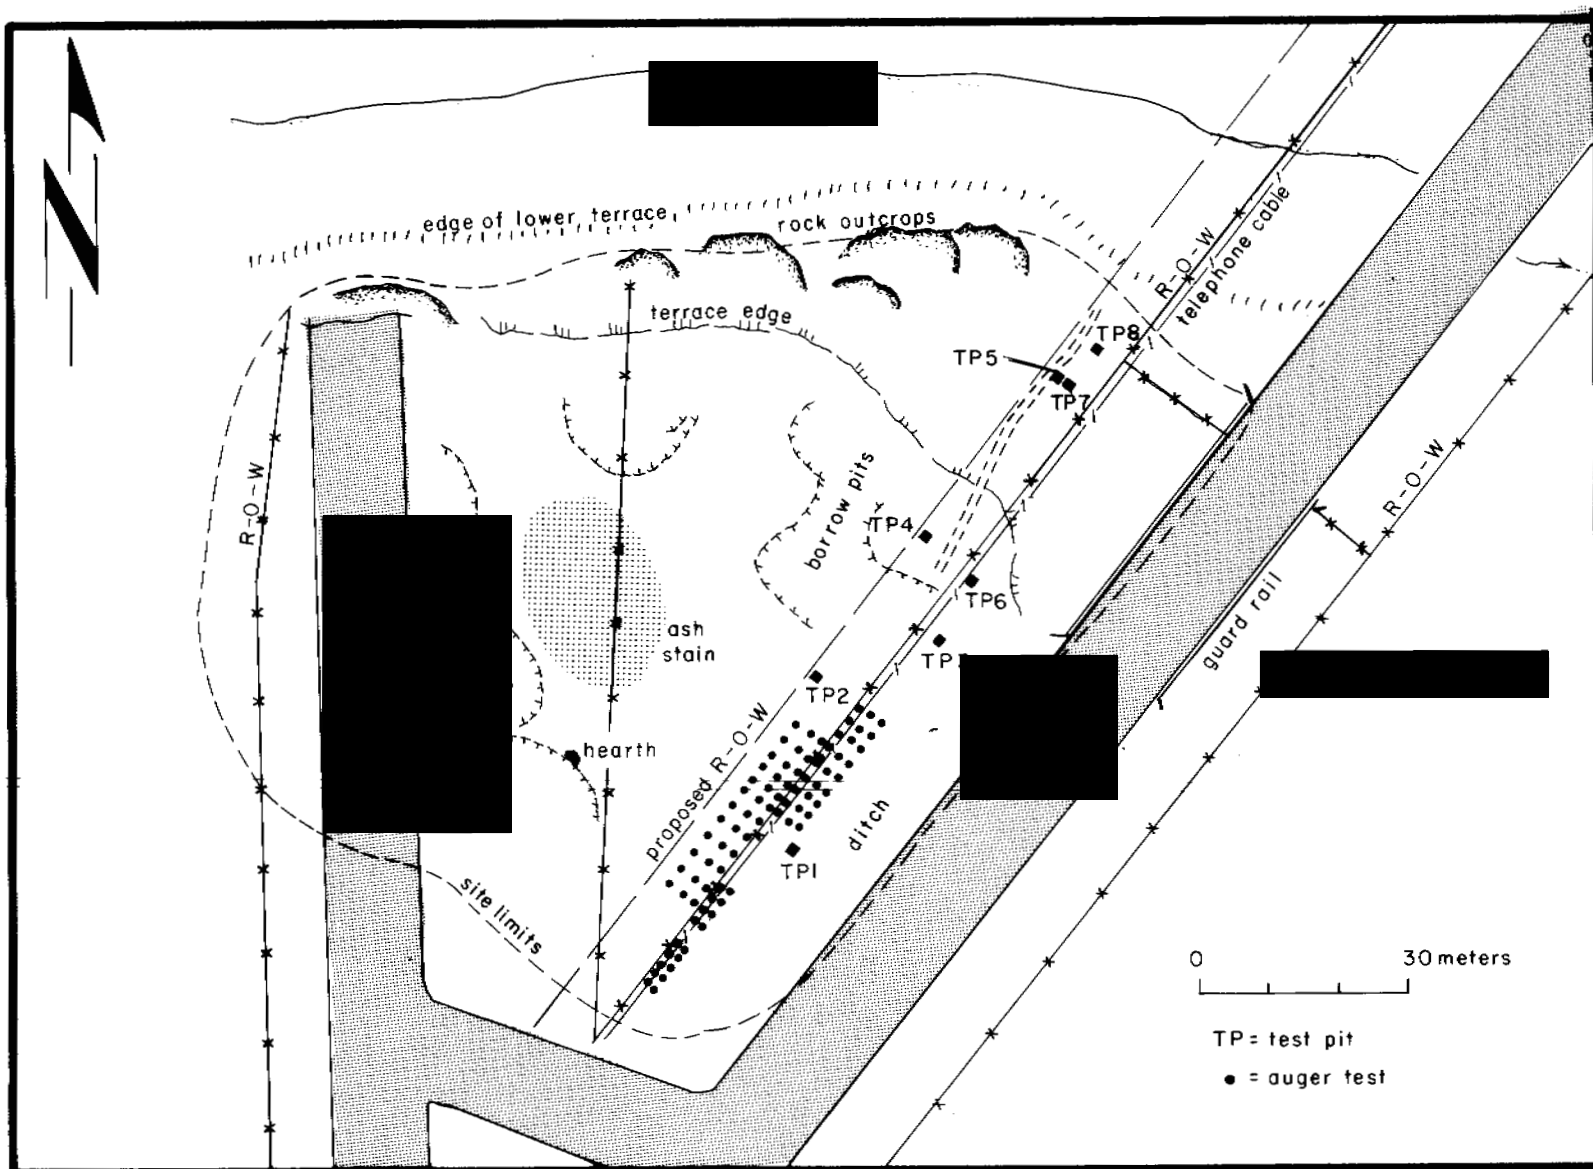 N
edge of lower terrace
rock outcrops
R-O-W
telephone cable
terrace edge
TP8
TP5
TP7
R-O-W
borrow pits
TP4
R-O-W
TP6
guard rail
ash
stain
TP2
hearth
proposed R-O-W
ditch
TP1
site limits
0 30 meters
TP = test pit
• = auger test